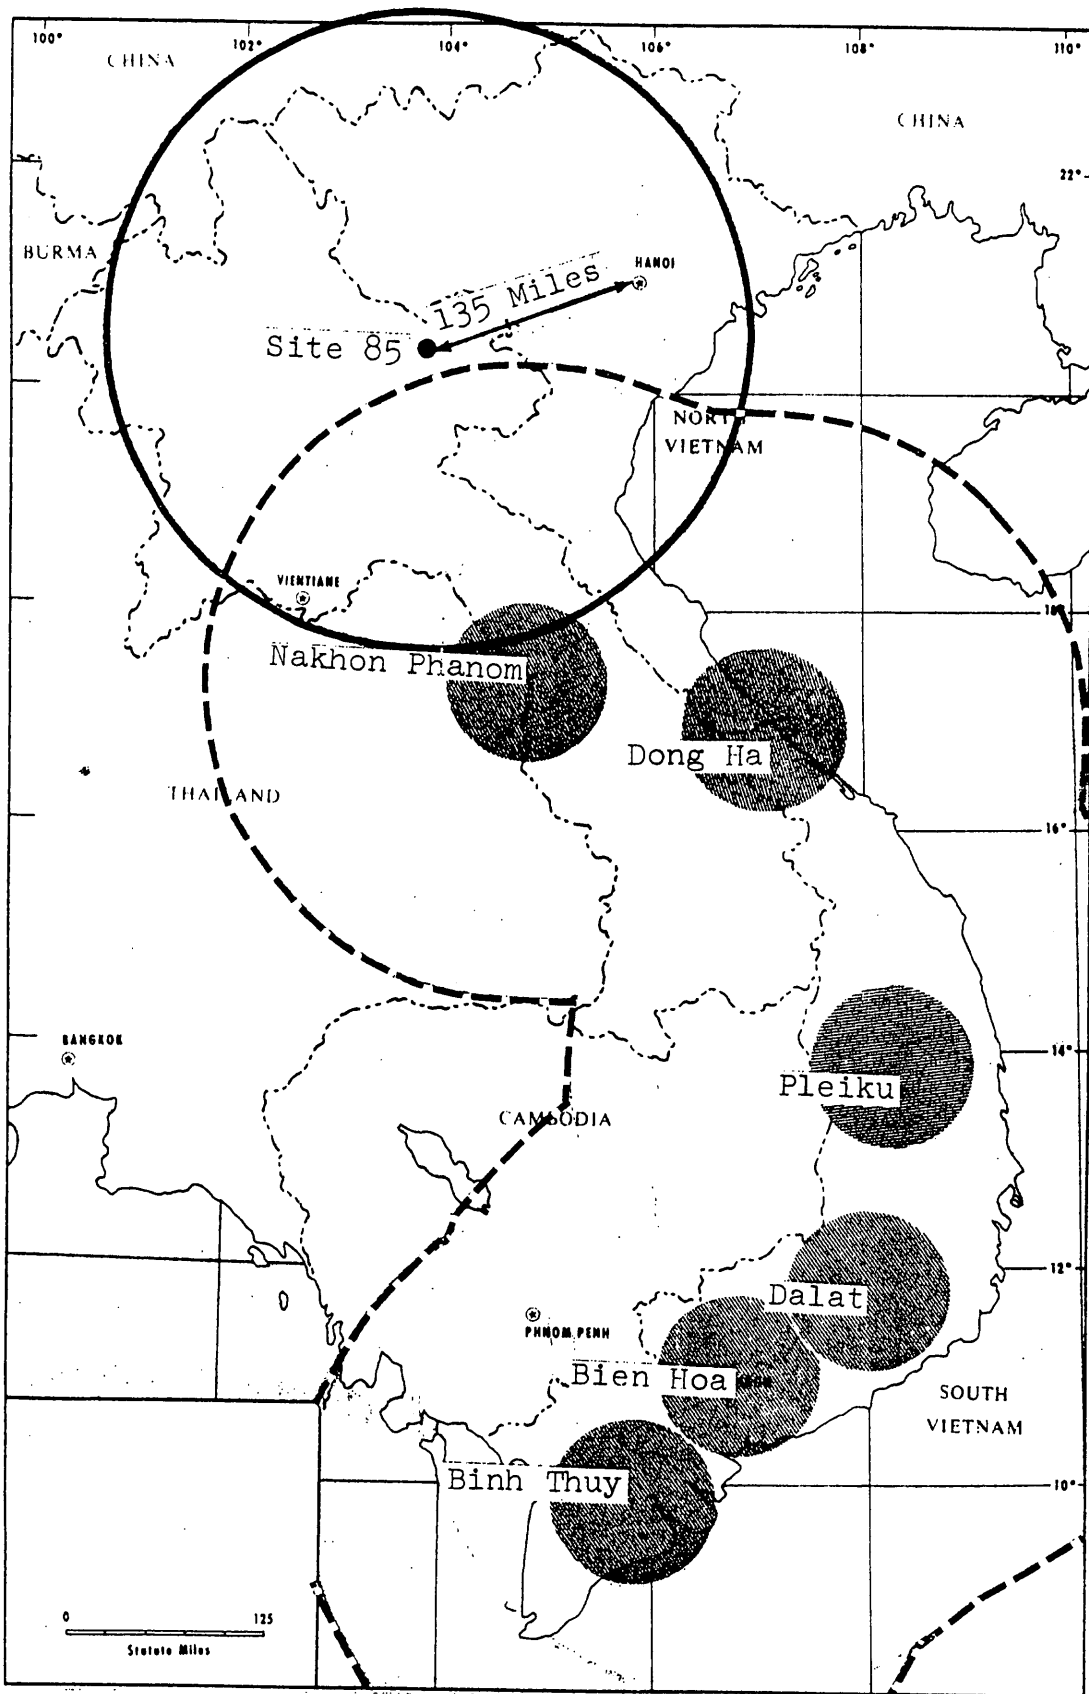 100°
102°
104°
106°
108°
110°
CHINA
CHINA
22°
BURMA
HANOI
135 Miles
Site 85
NORTH
VIETNAM
VIENTIANE
18°
Nakhon Phanom
Dong Ha
THAILAND
16°
BANGKOK
14°
Pleiku
CAMBODIA
12°
Dalat
PHNOM PENH
Bien Hoa
SOUTH
VIETNAM
Binh Thuy
10°
0 125
Statute Miles